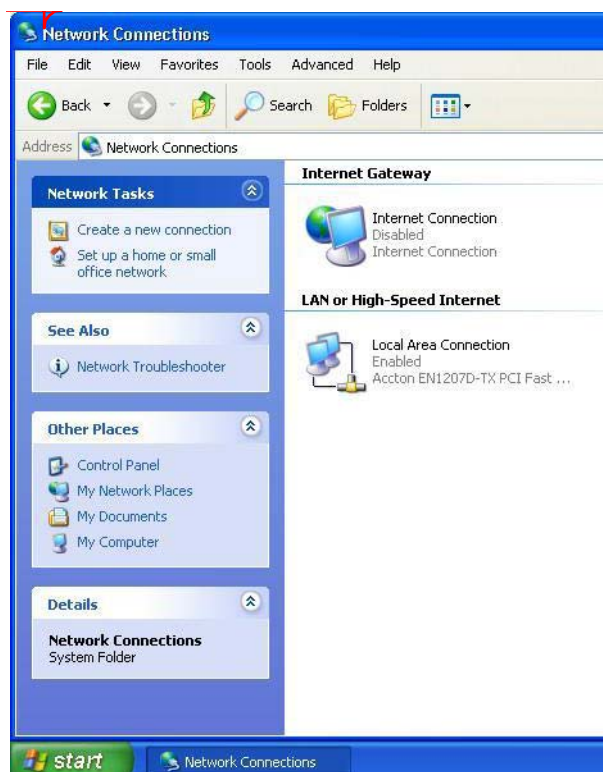 r
Network Connections
File Edit View Favorites Tools Advanced Help
Back Search Folders
Address Network Connections
Network Tasks
Create a new connection
Set up a home or small
office network
See Also
Network Troubleshooter
Other Places
Control Panel
My Network Places
My Documents
My Computer
Details
Network Connections
System Folder
Internet Gateway
Internet Connection
Disabled
Internet Connection
LAN or High-Speed Internet
Local Area Connection
Enabled
Accton EN1207D-TX PCI Fast ...
start Network Connections